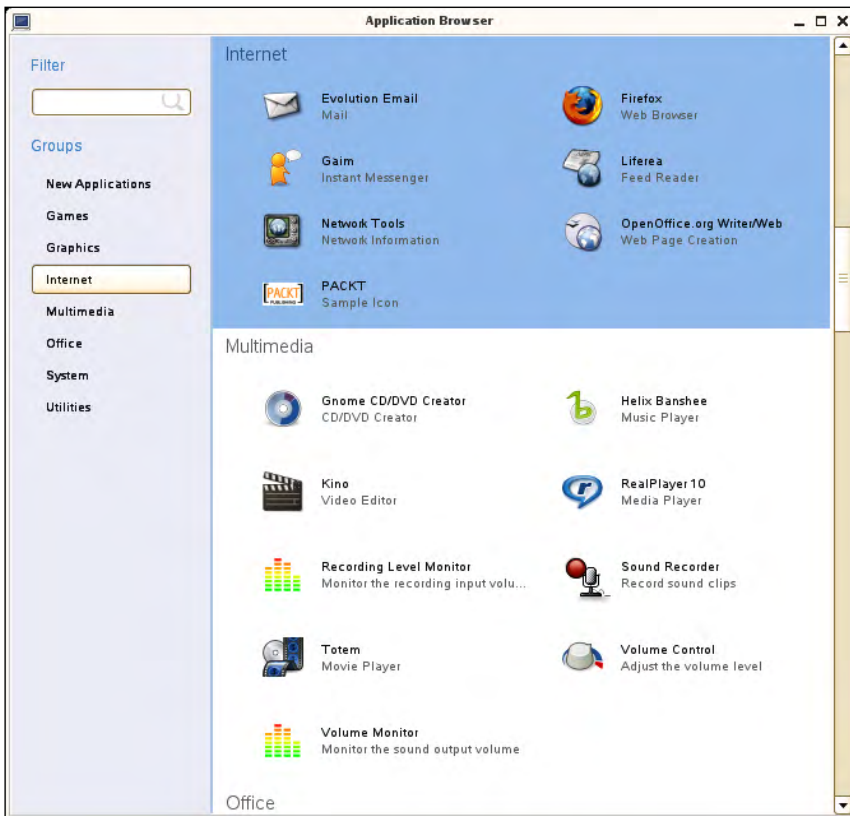 Application Browser
Filter
Groups
New Applications
Games
Graphics
Internet
Multimedia
Office
System
Utilities
Internet
Evolution Email
Mail
Firefox
Web Browser
Gaim
Instant Messenger
Liferea
Feed Reader
Network Tools
Network Information
OpenOffice.org Writer/Web
Web Page Creation
[PACKT]
PUBLISHING
PACKT
Sample Icon
Multimedia
Gnome CD/DVD Creator
CD/DVD Creator
Helix Banshee
Music Player
Kino
Video Editor
RealPlayer 10
Media Player
Recording Level Monitor
Monitor the recording input volu...
Sound Recorder
Record sound clips
Totem
Movie Player
Volume Control
Adjust the volume level
Volume Monitor
Monitor the sound output volume
Office